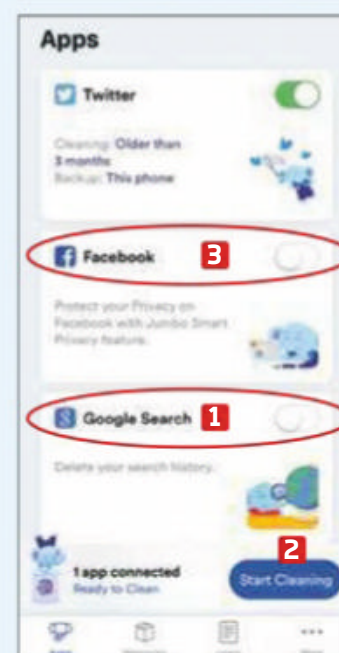 Apps
Twitter
Cleaning: Older than
3 months
Backup: This phone
Facebook 3
Protect your Privacy on
Facebook with Jumbo Smart
Privacy feature.
Google Search 1
Delete your search history.
2
1 app connected
Ready to Clean
Start Cleaning